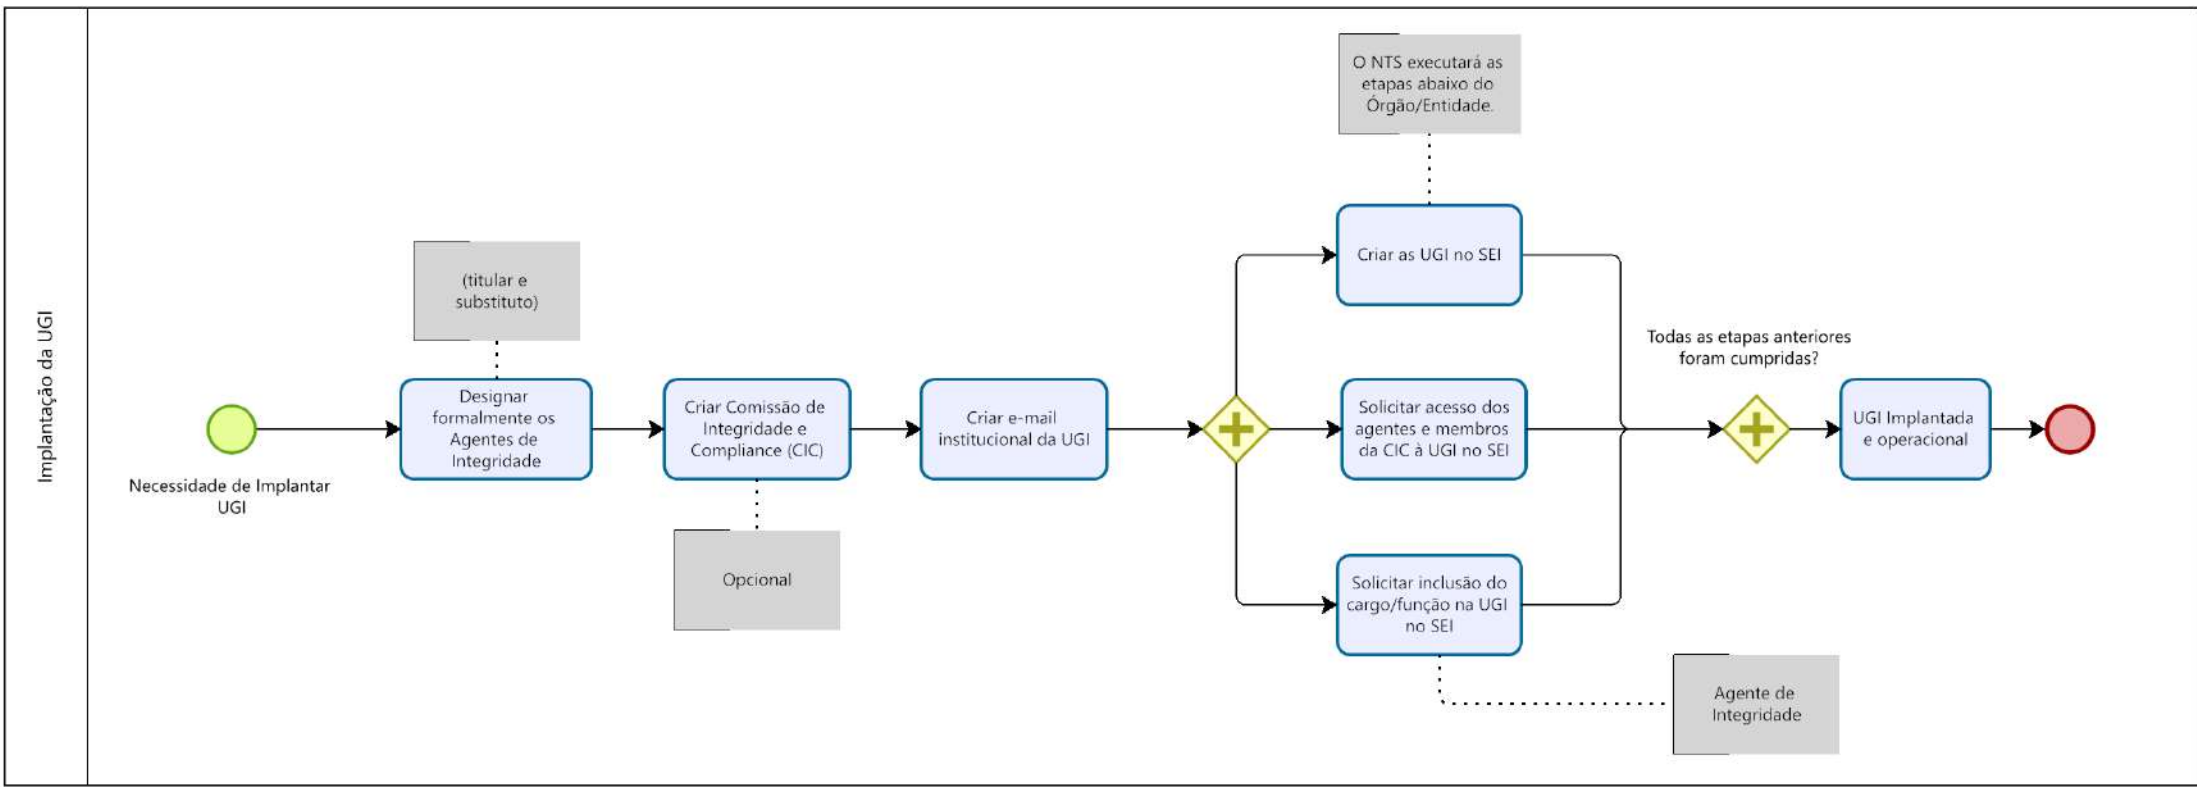 Implantação da UGI
Necessidade de Implantar
UGI
(titular e
substituto)
Designar
formalmente os
Agentes de
Integridade
Criar Comissão de
Integridade e
Compliance (CIC)
Opcional
Criar e-mail
institucional da UGI
O NTS executará as
etapas abaixo do
Órgão/Entidade.
Criar as UGI no SEI
Solicitar acesso dos
agentes e membros
da CIC à UGI no SEI
Solicitar inclusão do
cargo/função na UGI
no SEI
Agente de
Integridade
Todas as etapas anteriores
foram cumpridas?
UGI Implantada
e operacional